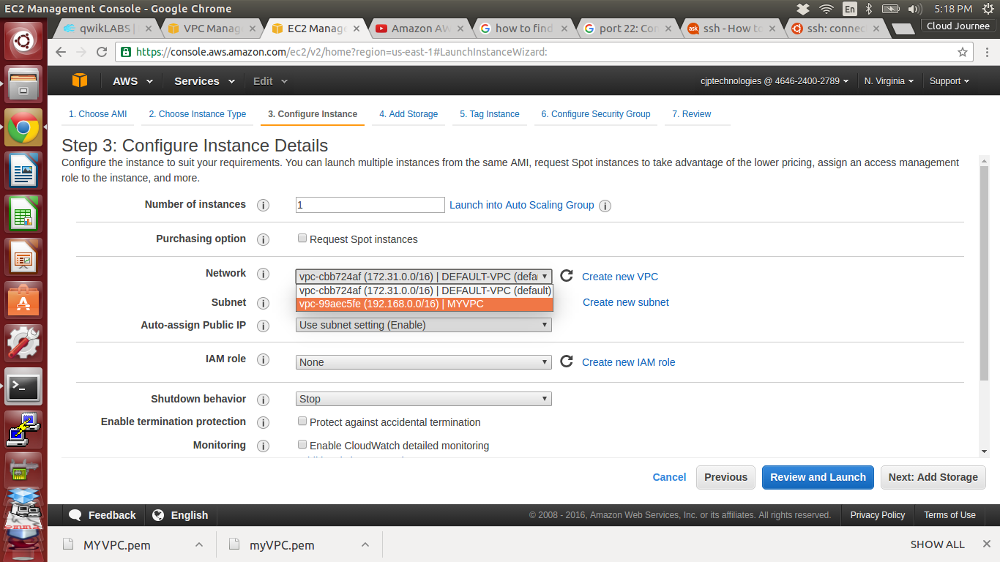 EC2 Management Console - Google Chrome
En
5:18 PM
qwikLABS |
VPC Manag
EC2 Manag
Amazon AW
how to find
port 22: Con
ask
ssh - How to
ssh: connec
Cloud Journee
https://console.aws.amazon.com/ec2/v2/home?region=us-east-1#LaunchInstanceWizard:
AWS
Services
Edit
cjptechnologies @ 4646-2400-2789
N. Virginia
Support
1. Choose AMI
2. Choose Instance Type
3. Configure Instance
4. Add Storage
5. Tag Instance
6. Configure Security Group
7. Review
Step 3: Configure Instance Details
Configure the instance to suit your requirements. You can launch multiple instances from the same AMI, request Spot instances to take advantage of the lower pricing, assign an access management
role to the instance, and more.
Number of instances
1
Launch into Auto Scaling Group
Purchasing option
Request Spot instances
Network
vpc-cbb724af (172.31.0.0/16) | DEFAULT-VPC (defau
Create new VPC
vpc-cbb724af (172.31.0.0/16) | DEFAULT-VPC (default)
vpc-99aec5fe (192.168.0.0/16) | MYVPC
Subnet
Create new subnet
Auto-assign Public IP
Use subnet setting (Enable)
IAM role
None
Create new IAM role
Shutdown behavior
Stop
Enable termination protection
Protect against accidental termination
Monitoring
Enable CloudWatch detailed monitoring
Cancel
Previous
Review and Launch
Next: Add Storage
Feedback
English
© 2008 - 2016, Amazon Web Services, Inc. or its affiliates. All rights reserved.
Privacy Policy
Terms of Use
MYVPC.pem
myVPC.pem
SHOW ALL